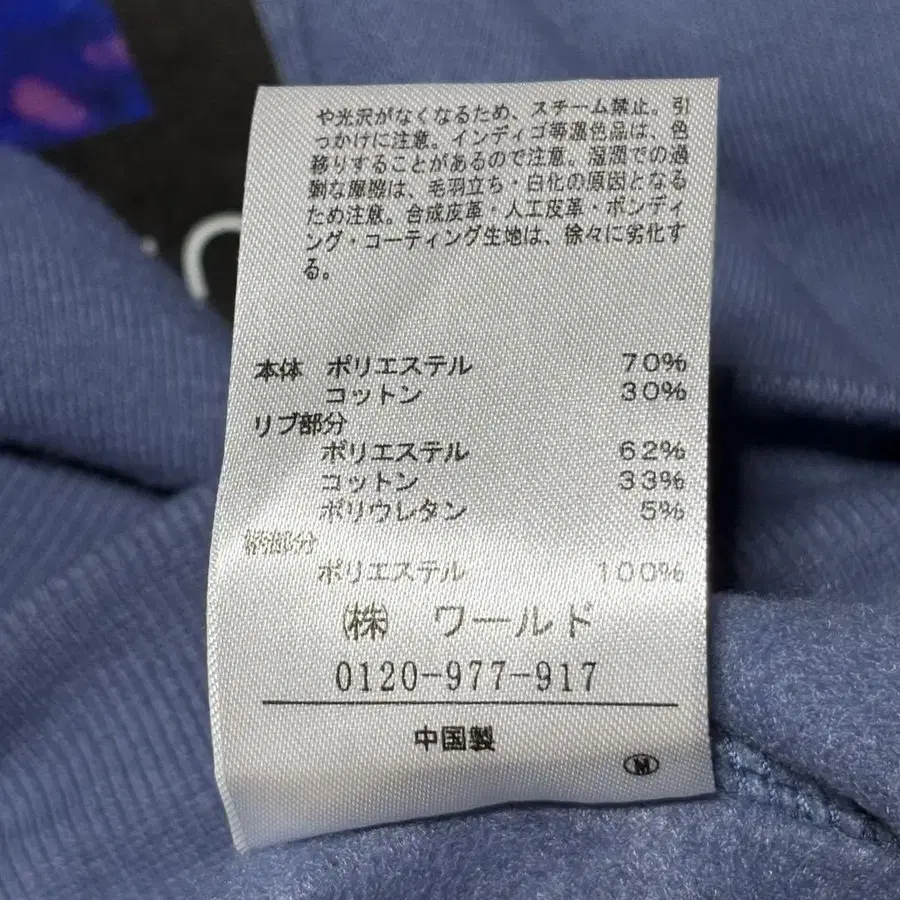 や光沢がなくなるため、スチーム禁止。引
っかけに注意。インディゴ等濃色品は、色
移りすることがあるので注意。湿潤での過
剰な摩擦は、毛羽立ち・白化の原因となる
ため注意。合成皮革・人工皮革・ボンディ
ング・コーティング生地は、徐々に劣化す
る。
本体 ポリエステル 70%
コットン 30%
リブ部分
ポリエステル 62%
コットン 33%
ポリウレタン 5%
部分
ポリエステル 100%
㈱ ワールド
0120-977-917
中国製
M